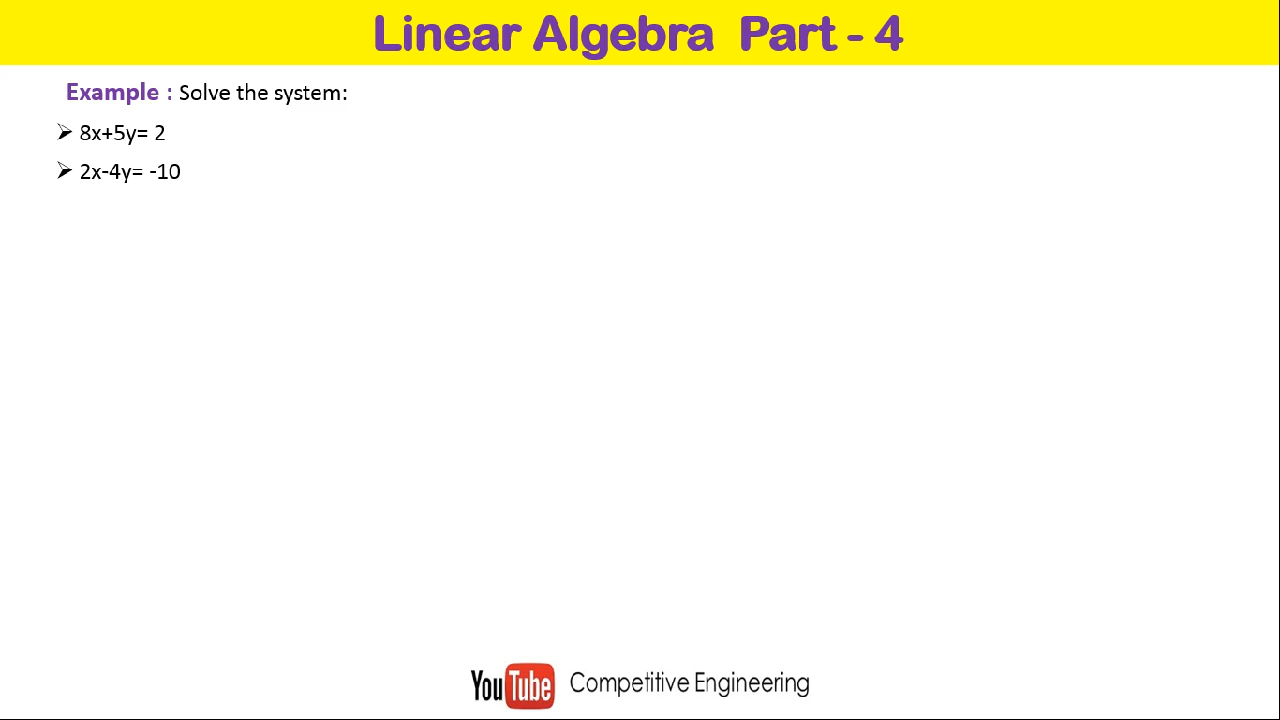 Linear Algebra Part - 4
Example : Solve the system:
➢ 8x+5y= 2
➢ 2x-4y= -10
YouTube Competitive Engineering